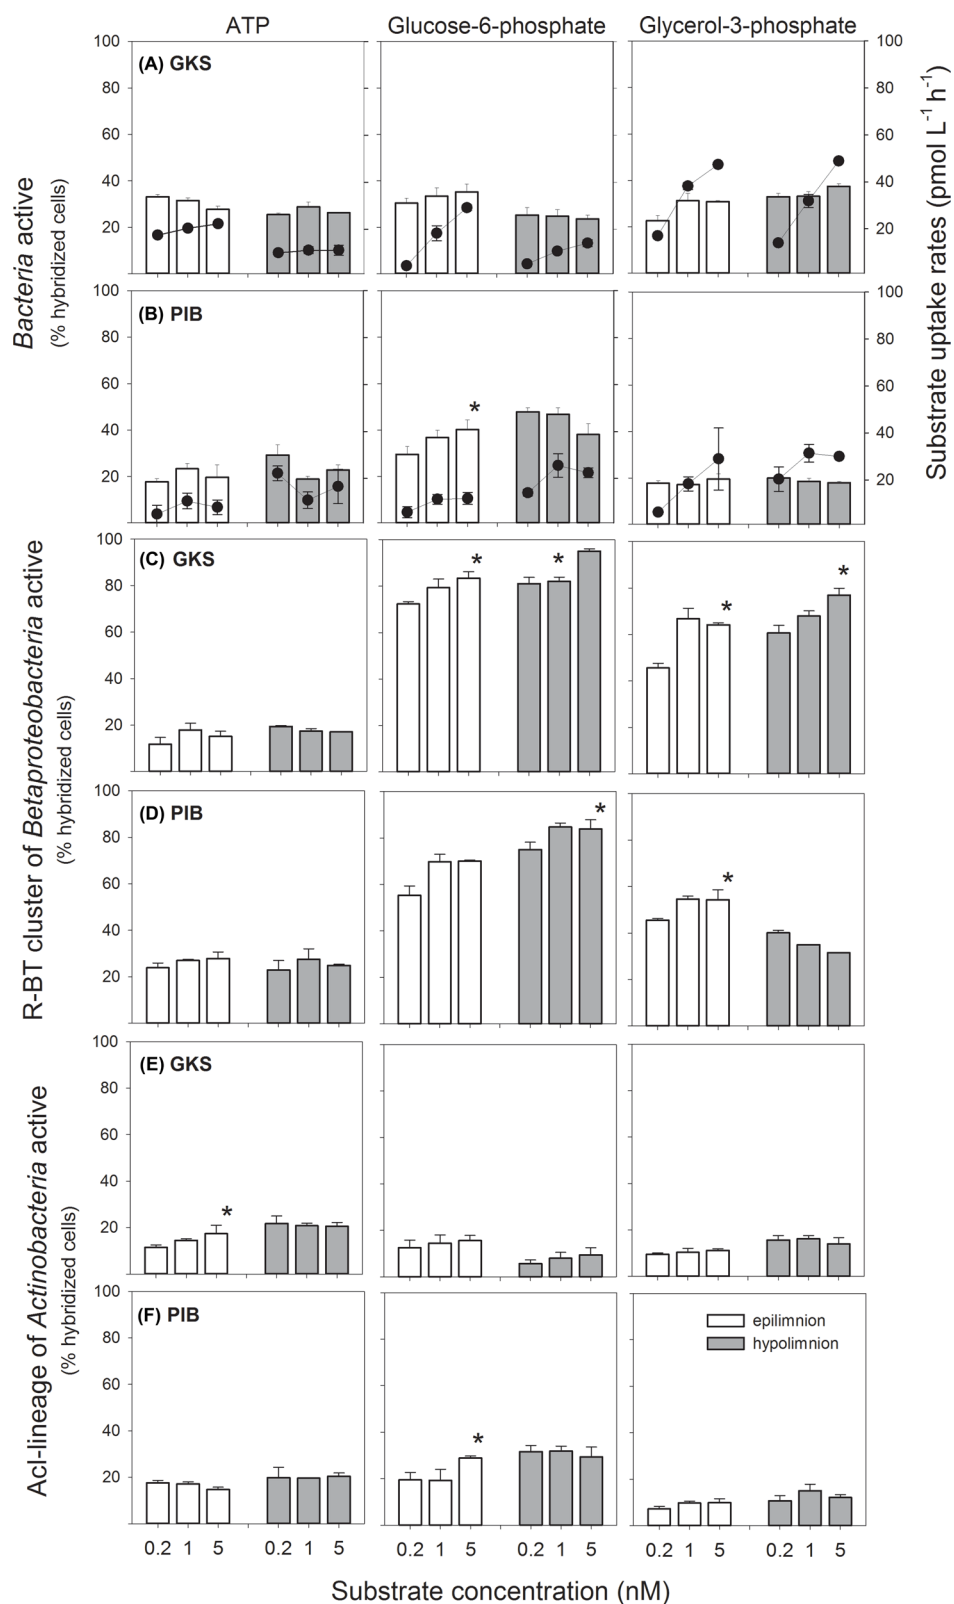 ATP
Glucose-6-phosphate
Glycerol-3-phosphate
Bacteria active
(% hybridized cells)
R-BT cluster of Betaproteobacteria active
(% hybridized cells)
AcI-lineage of Actinobacteria active
(% hybridized cells)
Substrate uptake rates (pmol L⁻¹ h⁻¹)
(A) GKS
100
80
60
40
20
100
80
60
40
20
(B) PIB
100
80
60
40
20
*
100
80
60
40
20
(C) GKS
100
80
60
40
20
* *
* *
(D) PIB
100
80
60
40
20
*
*
(E) GKS
100
80
60
40
20
*
(F) PIB
100
80
60
40
20
*
epilimnion
hypolimnion
0.2 1 5 0.2 1 5
0.2 1 5 0.2 1 5
0.2 1 5 0.2 1 5
Substrate concentration (nM)